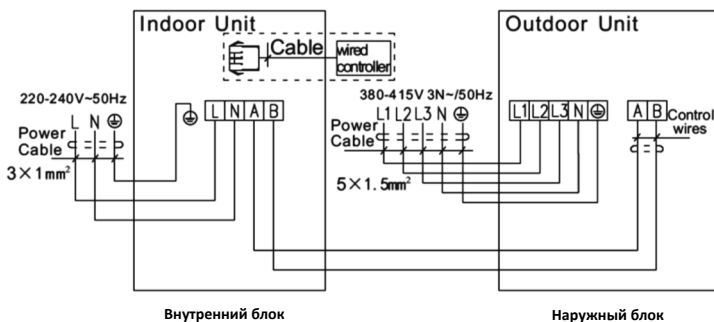 Indoor Unit
Outdoor Unit
Cable
wired
controller
220-240V~50Hz
L N
Power
Cable
3×1mm²
L N A B
380-415V 3N~/50Hz
L1 L2 L3 N
Power
Cable
5×1.5mm²
L1 L2 L3 N
A B
Control
wires
Внутренний блок
Наружный блок